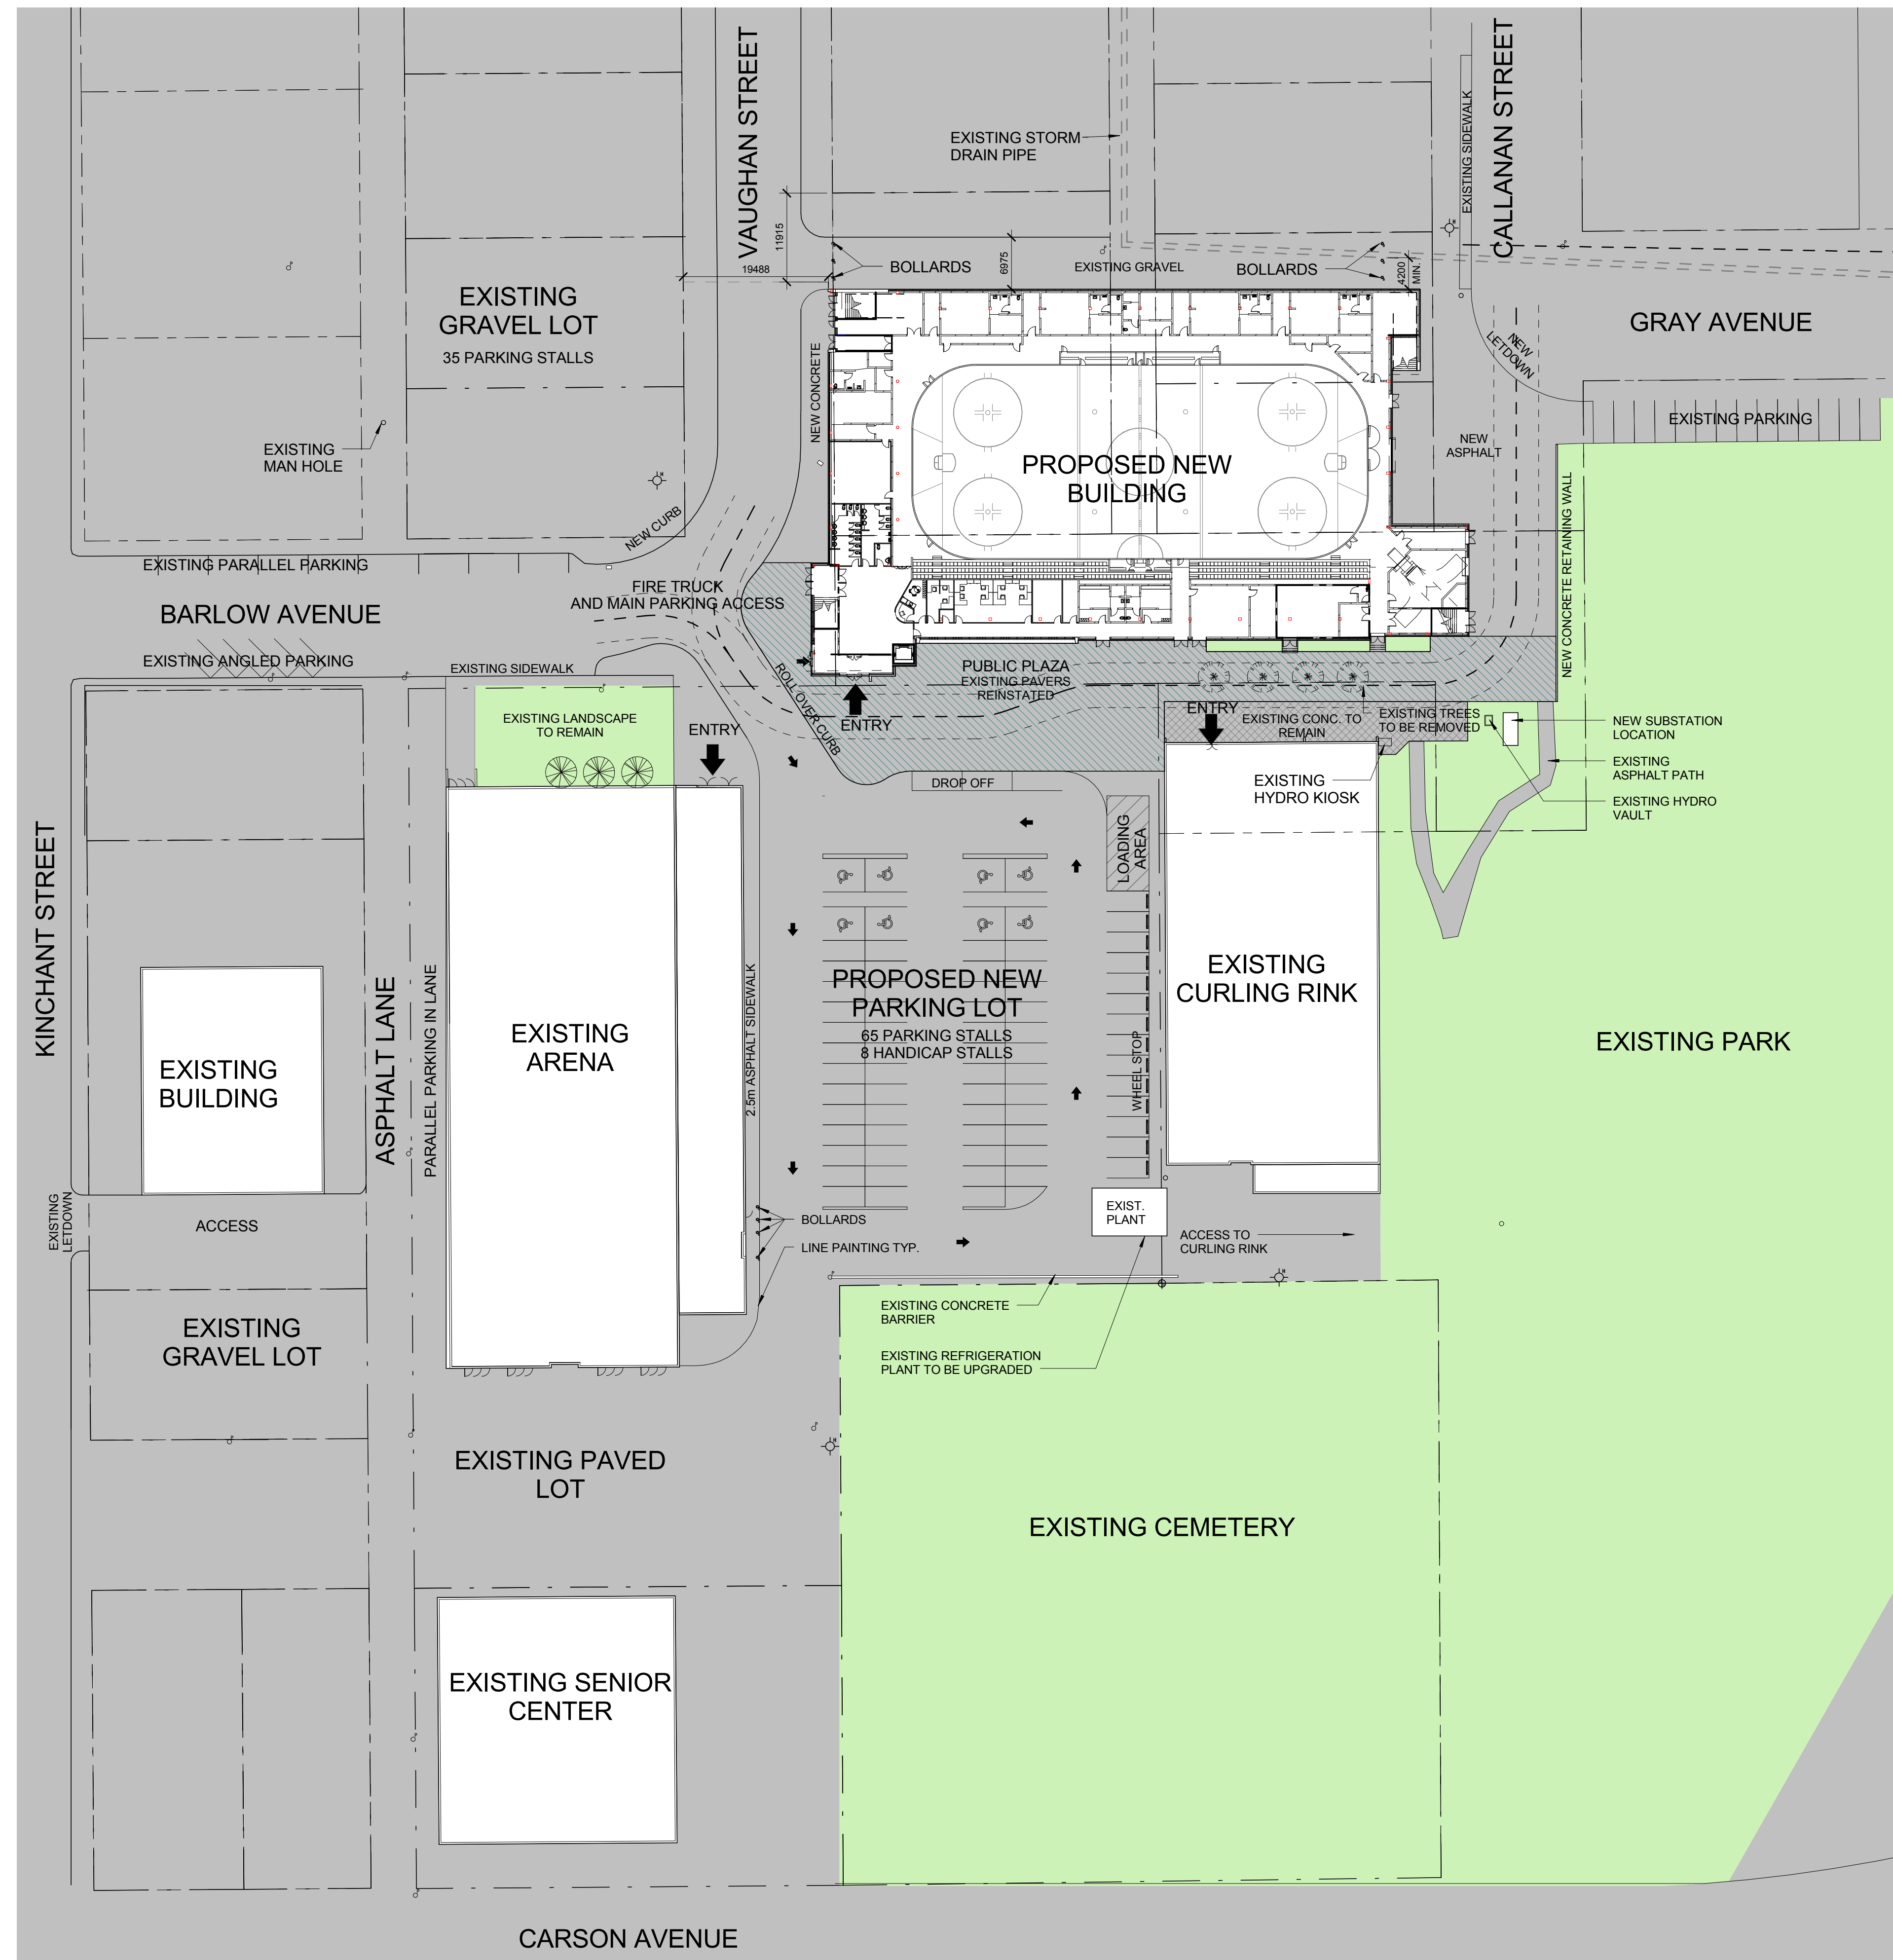 VAUGHAN STREET
CALLANAN STREET
EXISTING SIDEWALK
EXISTING STORM
DRAIN PIPE
11915
19488
BOLLARDS
6975
EXISTING GRAVEL
BOLLARDS
4200
MIN.
EXISTING
GRAVEL LOT
35 PARKING STALLS
GRAY AVENUE
NEW
LETDOWN
NEW CONCRETE
EXISTING PARKING
EXISTING
MAN HOLE
NEW
ASPHALT
PROPOSED NEW
BUILDING
NEW CURB
NEW CONCRETE RETAINING WALL
EXISTING PARALLEL PARKING
FIRE TRUCK
AND MAIN PARKING ACCESS
BARLOW AVENUE
EXISTING ANGLED PARKING
EXISTING SIDEWALK
ROLL OVER CURB
PUBLIC PLAZA
EXISTING PAVERS
REINSTATED
EXISTING LANDSCAPE
TO REMAIN
ENTRY
ENTRY
ENTRY
EXISTING CONC. TO
REMAIN
EXISTING TREES
TO BE REMOVED
NEW SUBSTATION
LOCATION
EXISTING
ASPHALT PATH
EXISTING HYDRO
VAULT
DROP OFF
EXISTING
HYDRO KIOSK
LOADING
AREA
KINCHANT STREET
ASPHALT LANE
PARALLEL PARKING IN LANE
2.5m ASPHALT SIDEWALK
PROPOSED NEW
PARKING LOT
65 PARKING STALLS
8 HANDICAP STALLS
WHEEL STOP
EXISTING
CURLING RINK
EXISTING
ARENA
EXISTING PARK
EXISTING
BUILDING
EXISTING
LETDOWN
ACCESS
BOLLARDS
LINE PAINTING TYP.
EXIST.
PLANT
ACCESS TO
CURLING RINK
EXISTING CONCRETE
BARRIER
EXISTING REFRIGERATION
PLANT TO BE UPGRADED
EXISTING
GRAVEL LOT
EXISTING PAVED
LOT
EXISTING CEMETERY
EXISTING SENIOR
CENTER
CARSON AVENUE